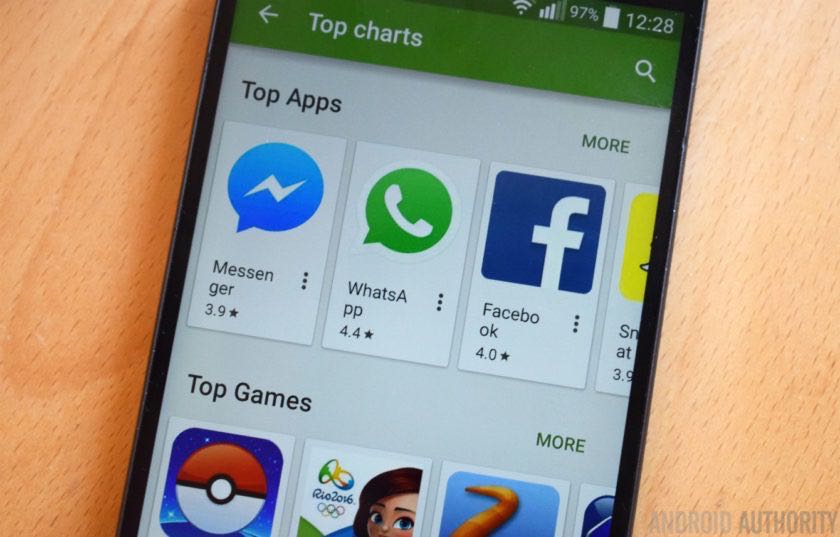 97% 12:28
Top charts
Top Apps
MORE
Messen
ger
3.9★
WhatsA
pp
4.4★
Facebo
ok
4.0★
Sn
at
3.9
Top Games
MORE
Rio2016
ANDROID AUTHORITY